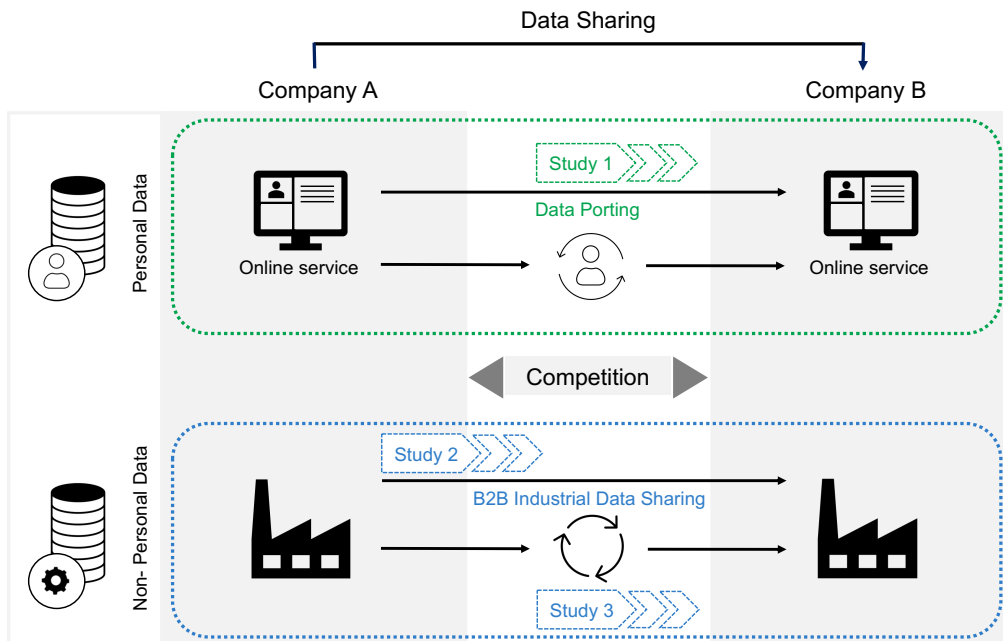 Data Sharing
Company A
Company B
Personal Data
Study 1
Data Porting
Online service
Online service
Competition
Non- Personal Data
Study 2
B2B Industrial Data Sharing
Study 3